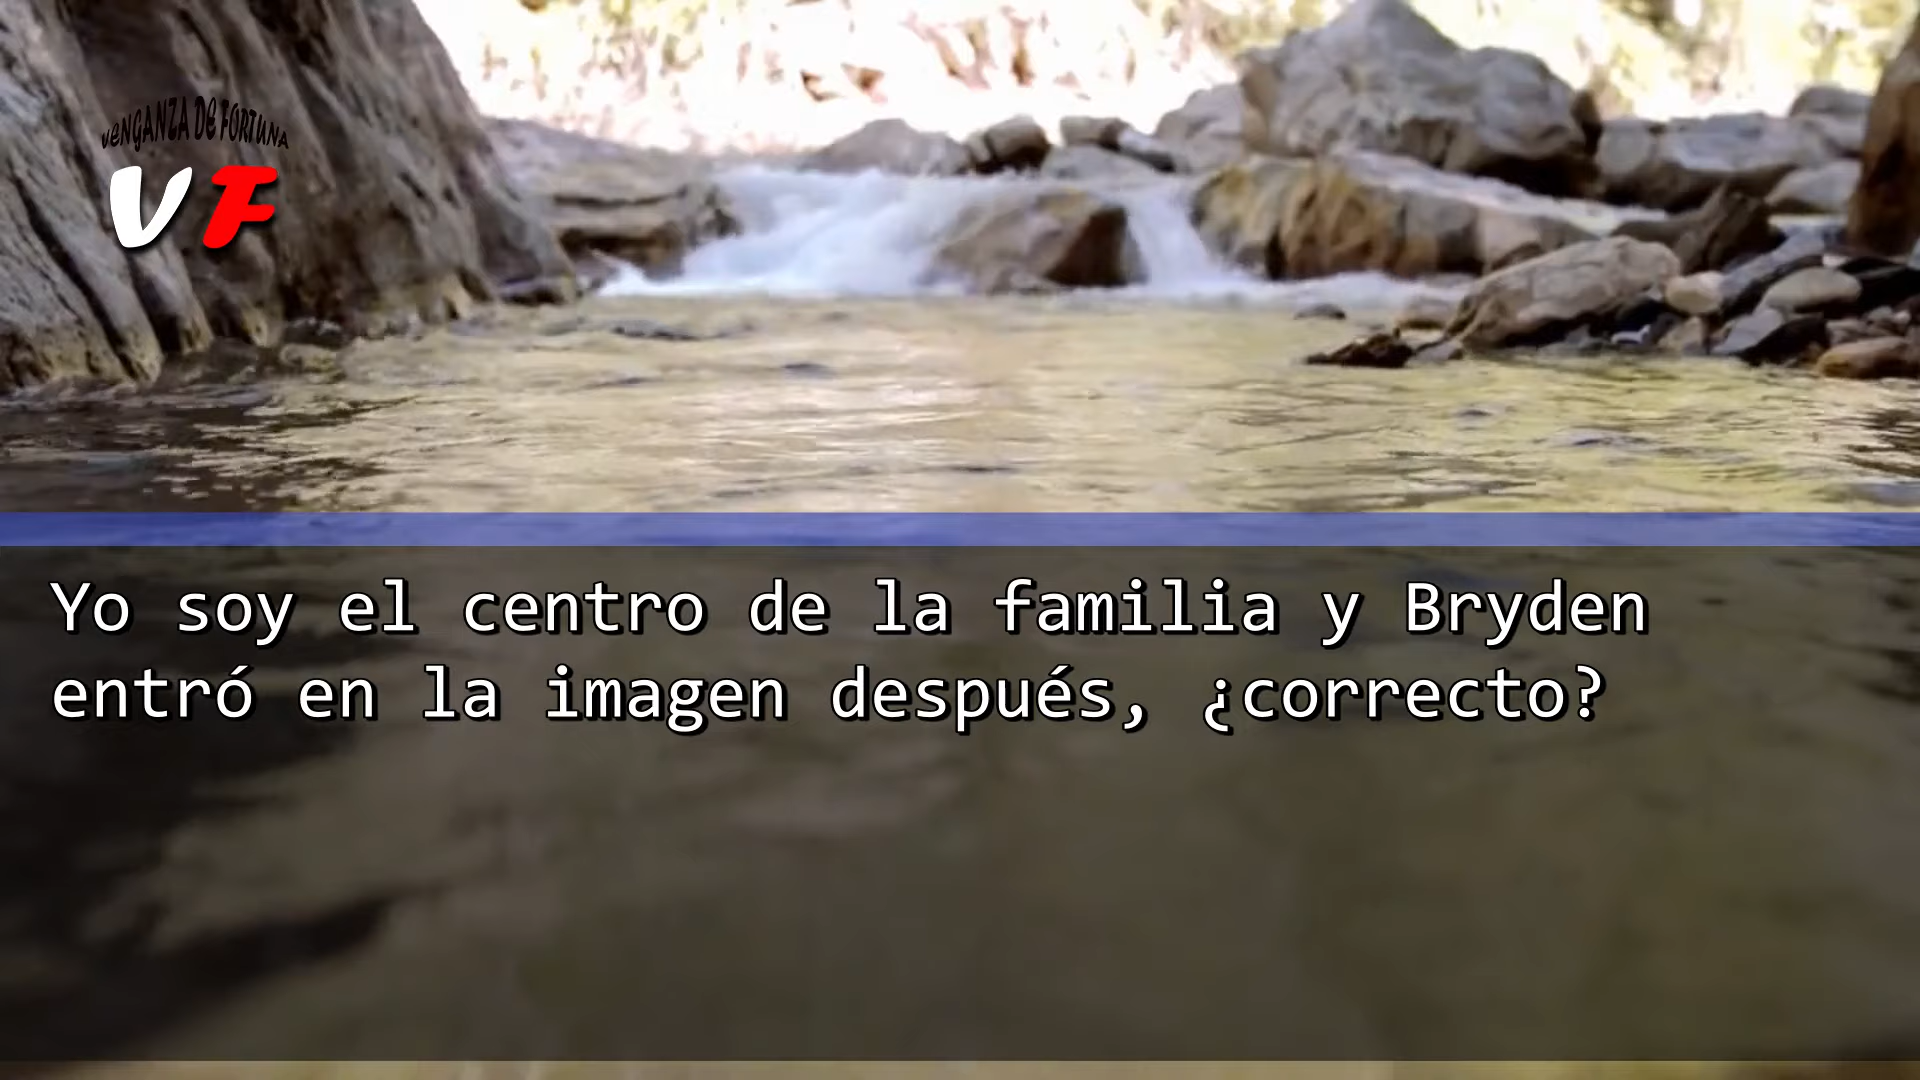 VENGANZA DE FORTUNA
VF
Yo soy el centro de la familia y Bryden
entró en la imagen después, ¿correcto?